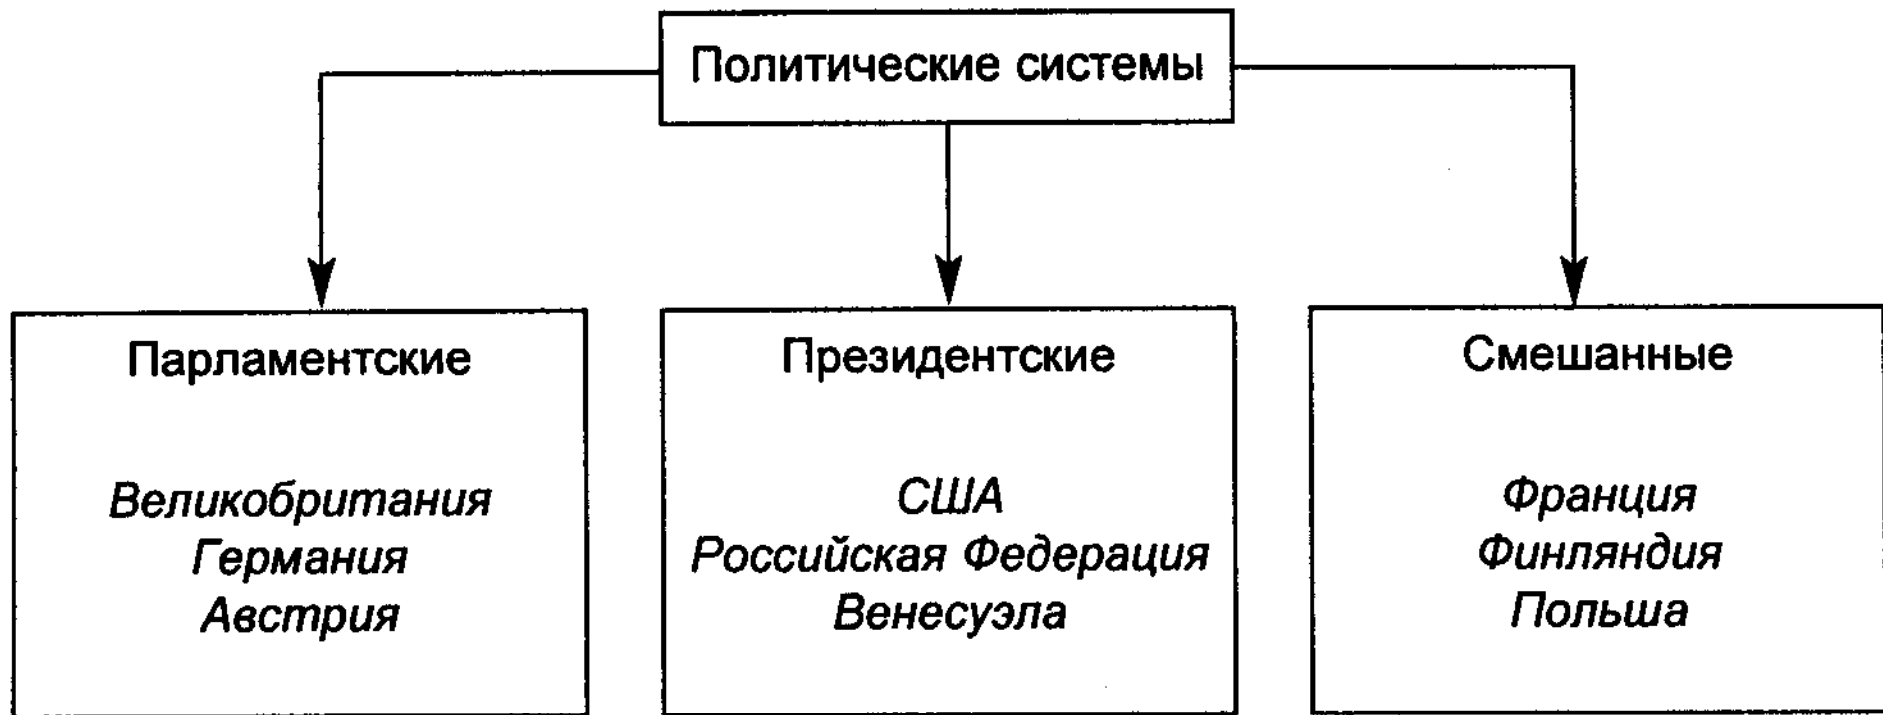 Политические системы
Парламентские
Великобритания
Германия
Австрия
Президентские
США
Российская Федерация
Венесуэла
Смешанные
Франция
Финляндия
Польша